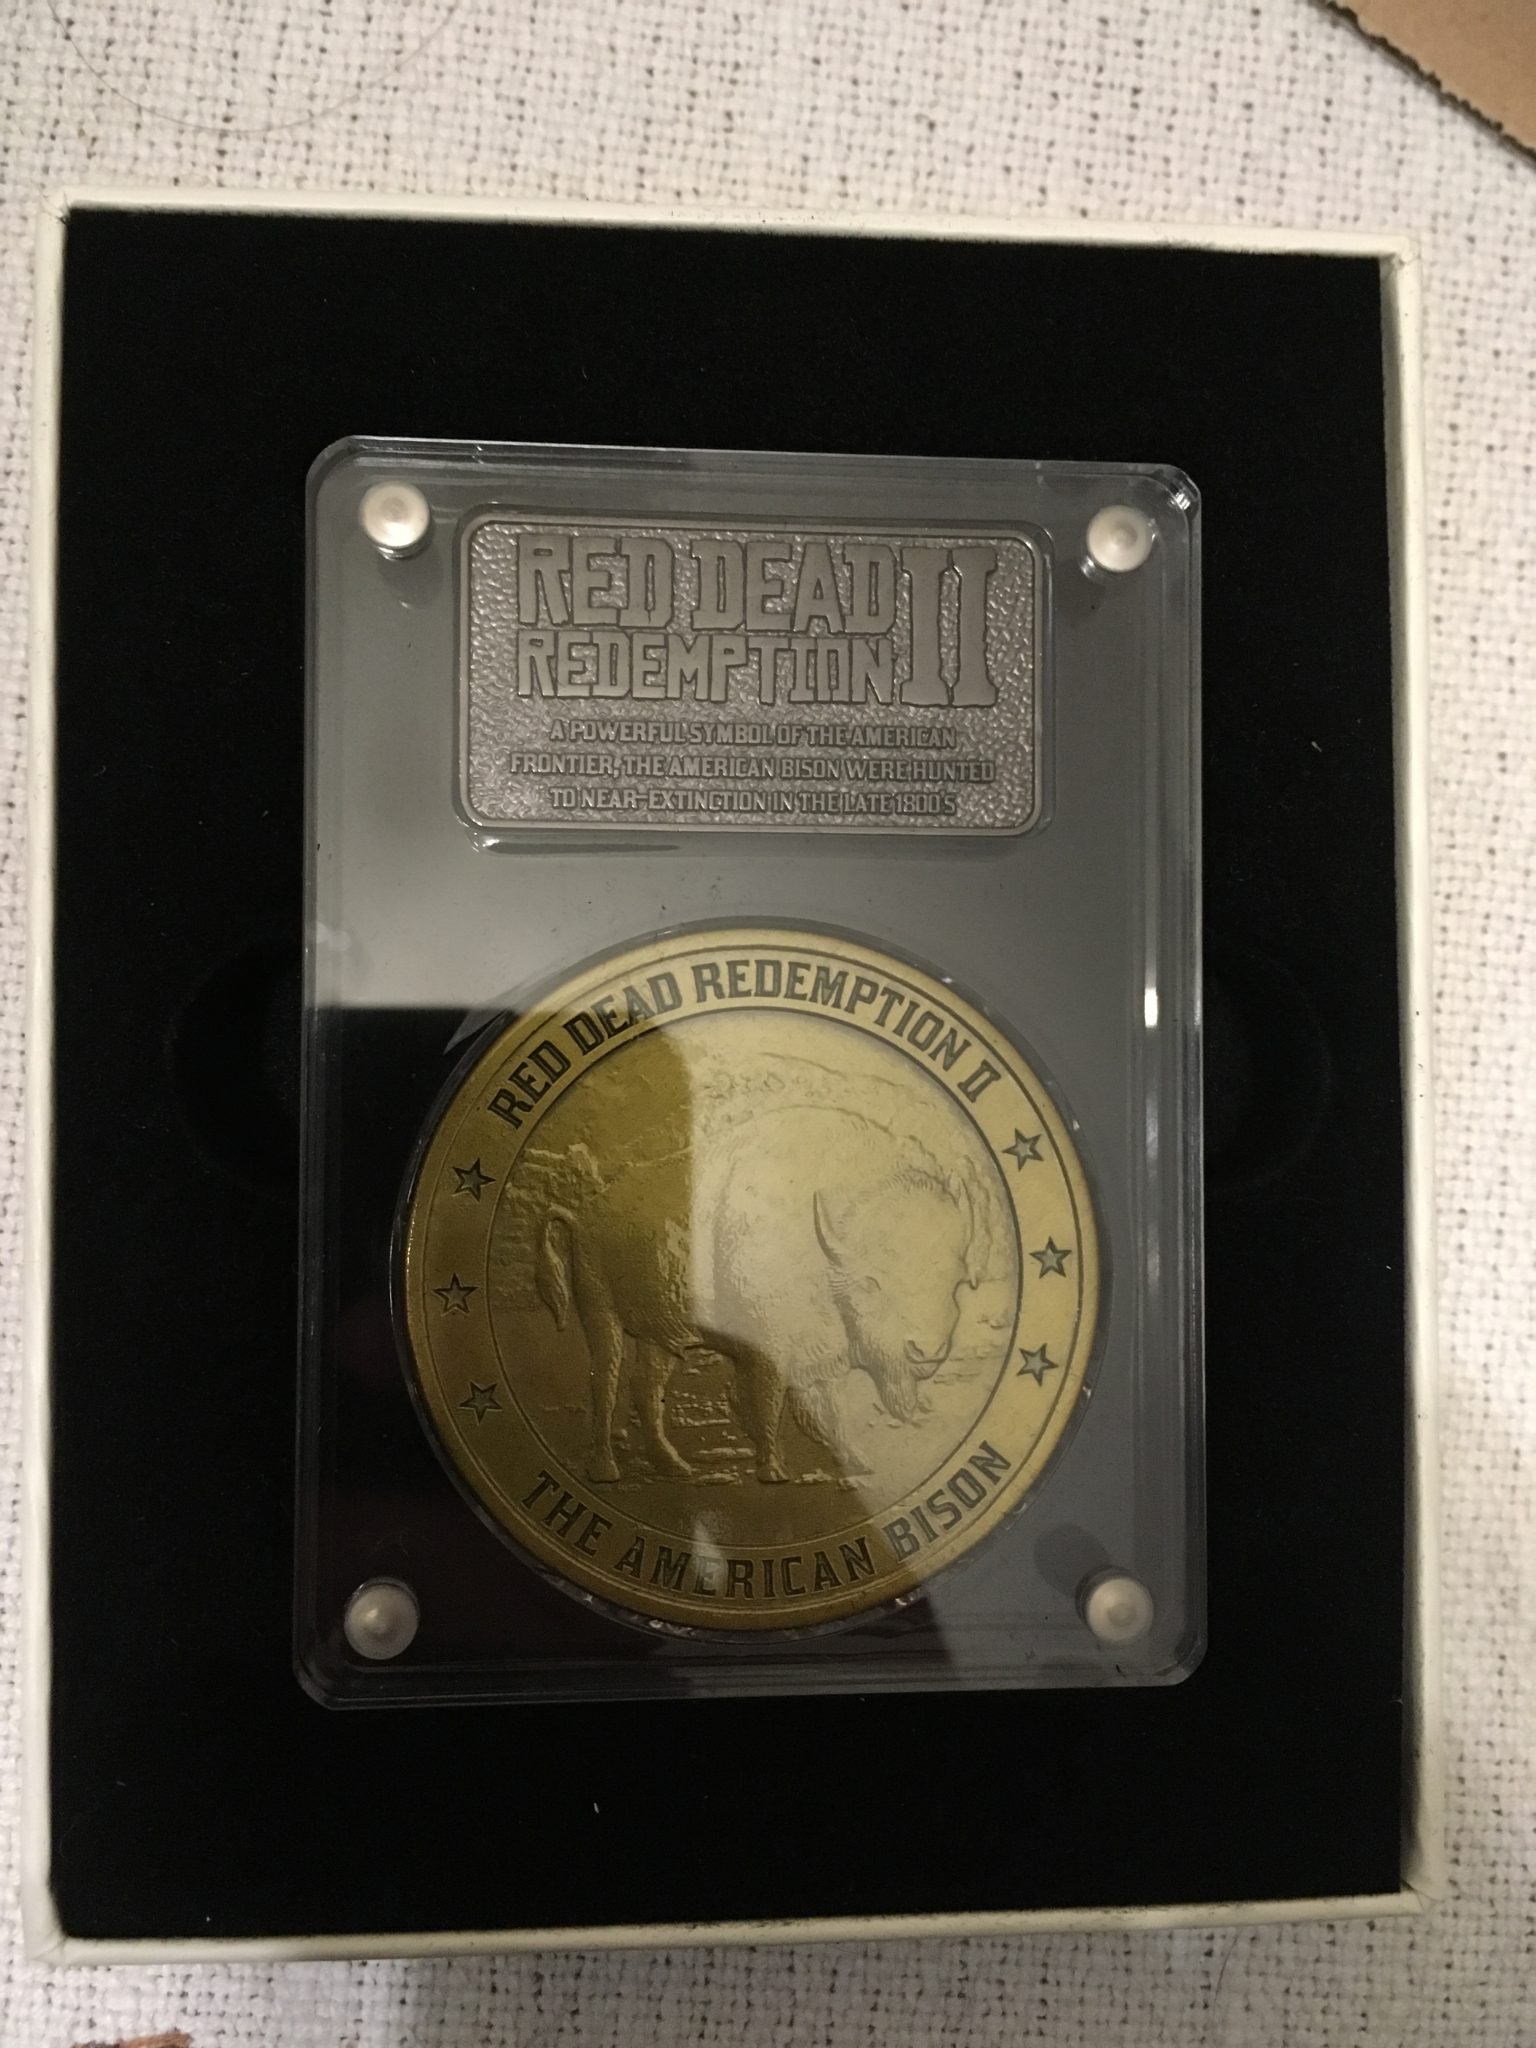 RED DEAD
REDEMPTION II
A POWERFUL SYMBOL OF THE AMERICAN
FRONTIER, THE AMERICAN BISON WERE HUNTED
TO NEAR-EXTINCTION IN THE LATE 1800'S
RED DEAD REDEMPTION II
THE AMERICAN BISON